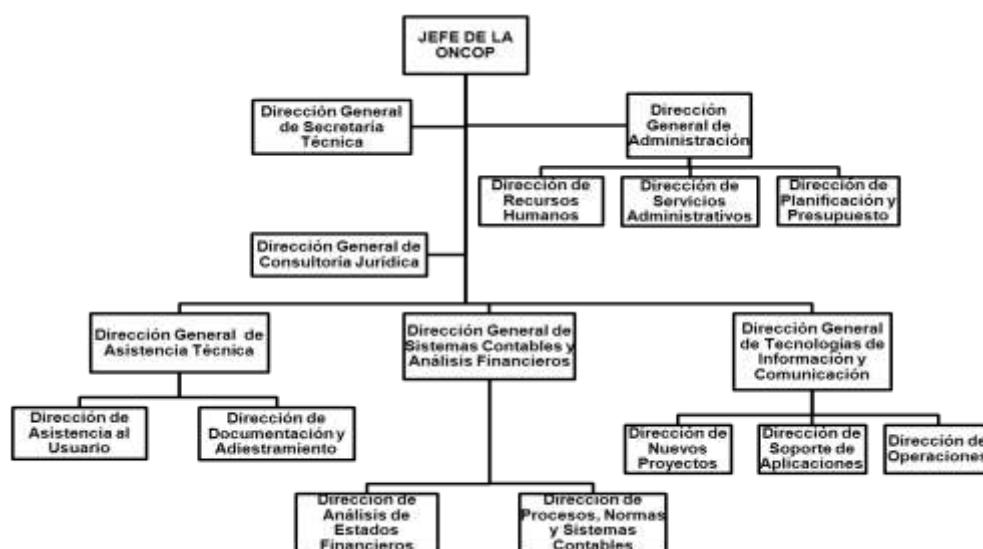 JEFE DE LA
ONCOP
Dirección General
de Secretaría
Técnica
Dirección
General de
Administración
Dirección de
Recursos
Humanos
Dirección de
Servicios
Administrativos
Dirección de
Planificación y
Presupuesto
Dirección General de
Consultoría Jurídica
Dirección General de
Asistencia Técnica
Dirección General de
Sistemas Contables y
Análisis Financieros
Dirección General
de Tecnologías de
Información y
Comunicación
Dirección de
Asistencia al
Usuario
Dirección de
Documentación y
Adiestramiento
Dirección de
Nuevos
Proyectos
Dirección de
Soporte de
Aplicaciones
Dirección de
Operaciones
Dirección de
Análisis de
Estados
Financieros
Dirección de
Procesos, Normas
y Sistemas
Contables